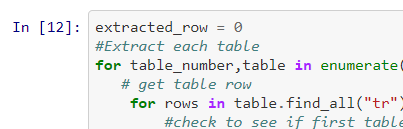 In [12]: extracted_row = 0
#Extract each table
for table_number,table in enumerate(
# get table row
for rows in table.find_all("tr")
#check to see if first table